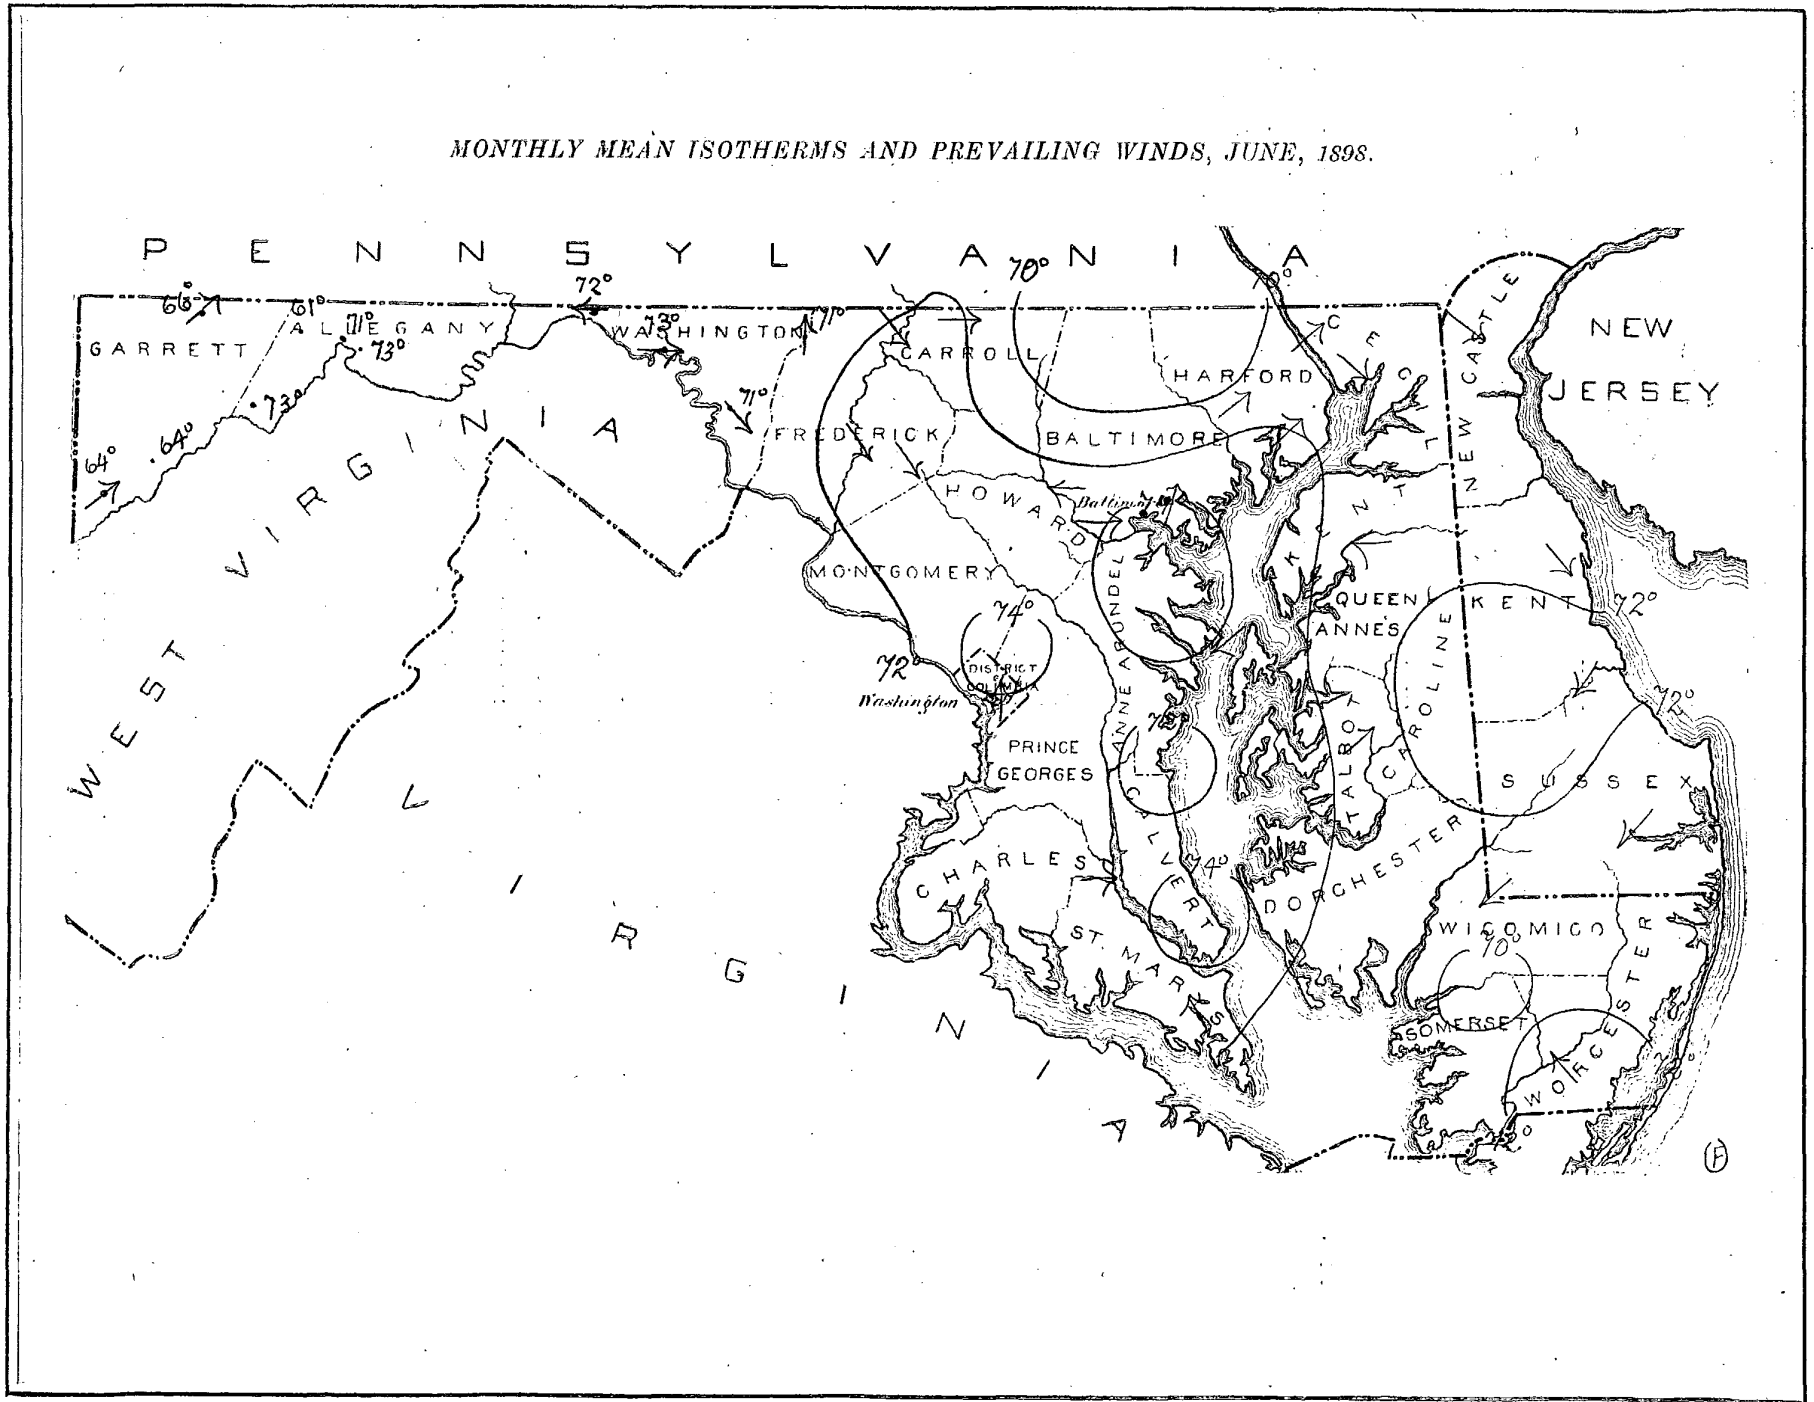 MONTHLY MEAN ISOTHERMS AND PREVAILING WINDS, JUNE, 1898.
PENNSYLVANIA
70°
72°
61°
71°
GARRETT
ALLEGANY
71°
73°
WASHINGTON
73°
CARROLL
HARFORD
CECIL
NEW CASTLE
NEW
JERSEY
64°
64°
73°
71°
FREDERICK
BALTIMORE
HOWARD
Baltimore
KENT
MONTGOMERY
ANNE ARUNDEL
QUEEN
ANNES
KENT
72°
74°
DISTRICT
OF
COLUMBIA
72°
Washington
CAROLINE
72°
WEST VIRGINIA
PRINCE
GEORGES
TALBOT
SUSSEX
CALVERT
74°
CHARLES
DORCHESTER
ST. MARYS
WICOMICO
70°
SOMERSET
WORCESTER
72°
VIRGINIA